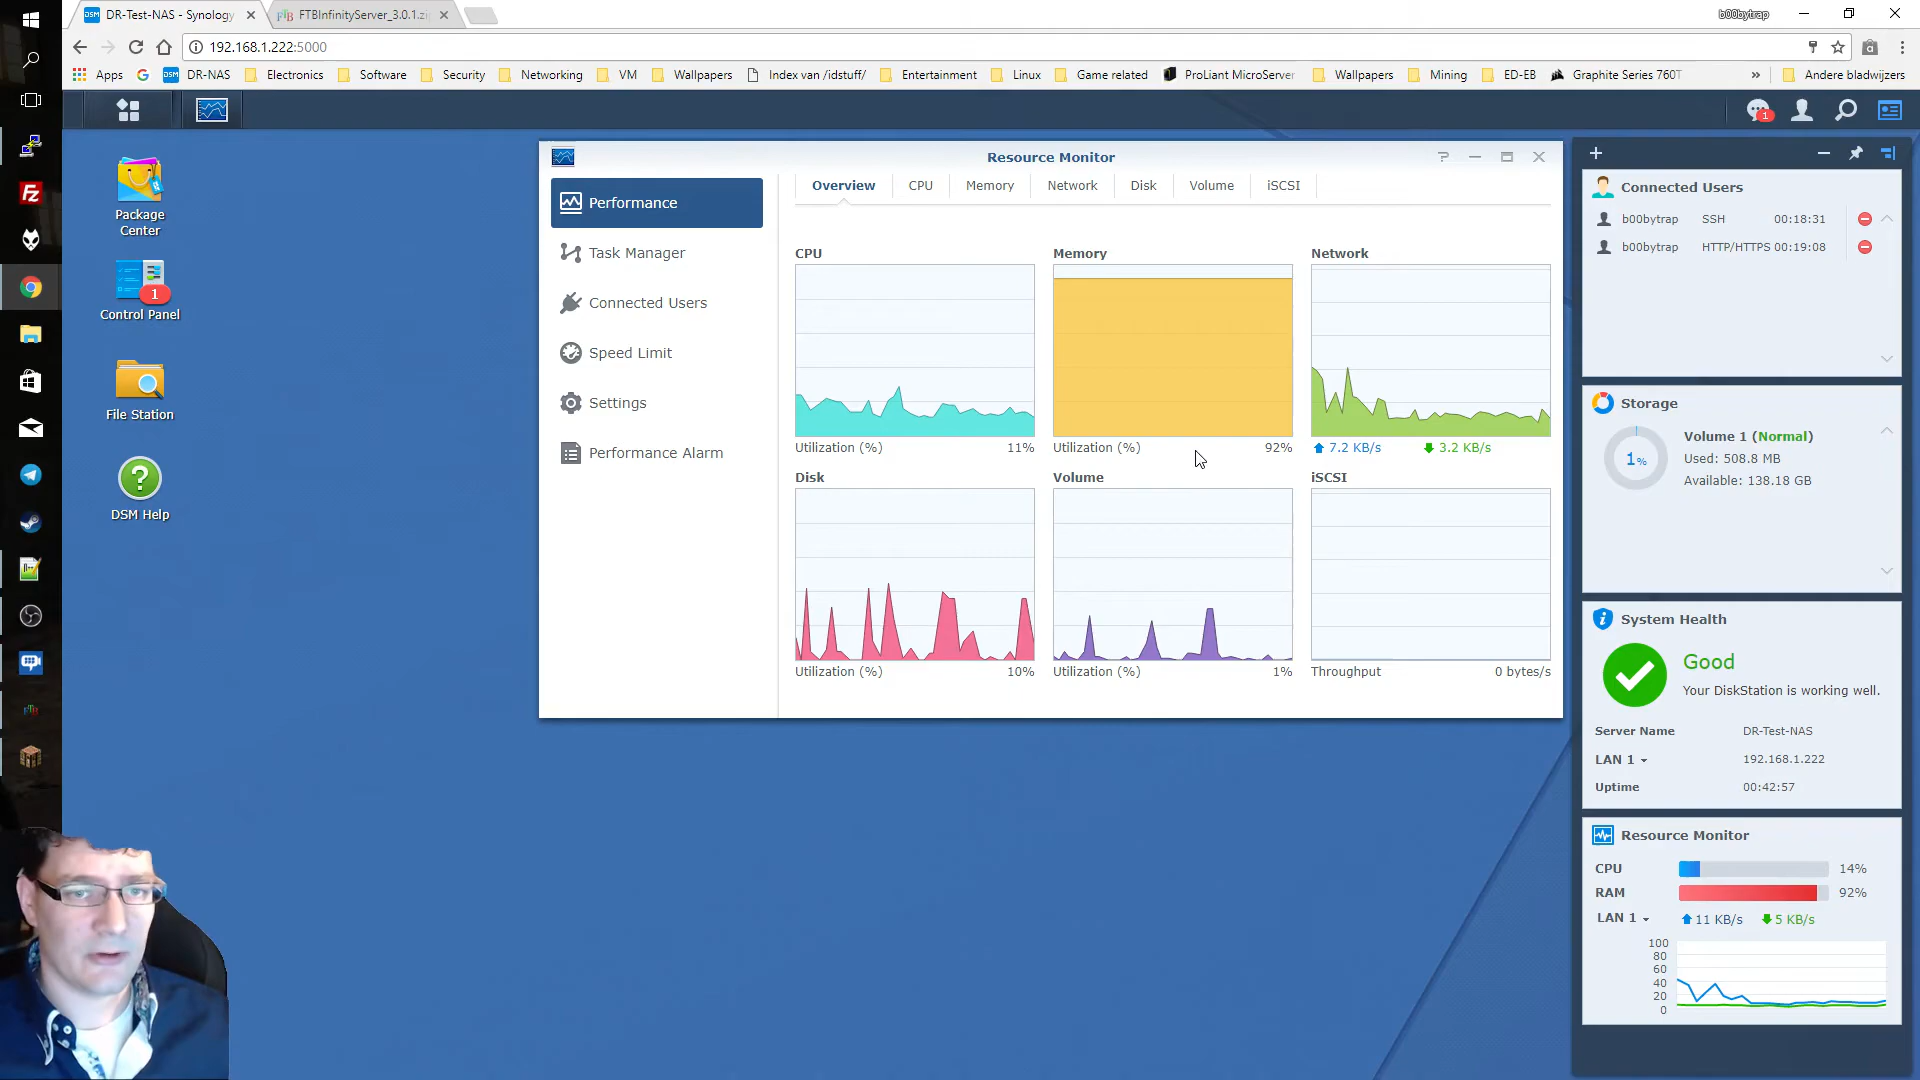 DR-Test-NAS - Synology
FTBInfinityServer_3.0.1.zi
b00bytrap
192.168.1.222:5000
Apps
DSM DR-NAS
Electronics
Software
Security
Networking
VM
Wallpapers
Index van /idstuff/
Entertainment
Linux
Game related
ProLiant MicroServer
Wallpapers
Mining
ED-EB
Graphite Series 760T
»
Andere bladwijzers
1
Package
Center
1
Control Panel
File Station
?
DSM Help
Resource Monitor
Performance
Task Manager
Connected Users
Speed Limit
Settings
Performance Alarm
Overview
CPU
Memory
Network
Disk
Volume
iSCSI
CPU
Utilization (%) 11%
Memory
Utilization (%) 92%
Network
7.2 KB/s 3.2 KB/s
Disk
Utilization (%) 10%
Volume
Utilization (%) 1%
iSCSI
Throughput 0 bytes/s
Connected Users
b00bytrap SSH 00:18:31
b00bytrap HTTP/HTTPS 00:19:08
Storage
1%
Volume 1 (Normal)
Used: 508.8 MB
Available: 138.18 GB
System Health
Good
Your DiskStation is working well.
Server Name DR-Test-NAS
LAN 1 192.168.1.222
Uptime 00:42:57
Resource Monitor
CPU 14%
RAM 92%
LAN 1 11 KB/s 5 KB/s
100
80
60
40
20
0